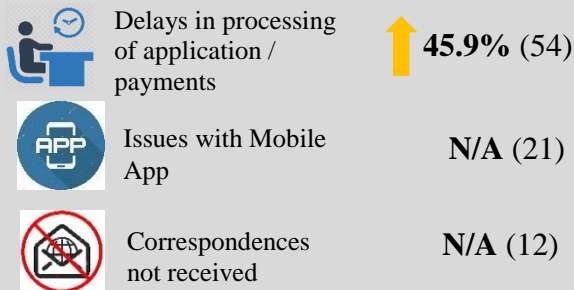 Delays in processing
of application /
payments
45.9% (54)
APP
Issues with Mobile
App
N/A (21)
Correspondences
not received
N/A (12)